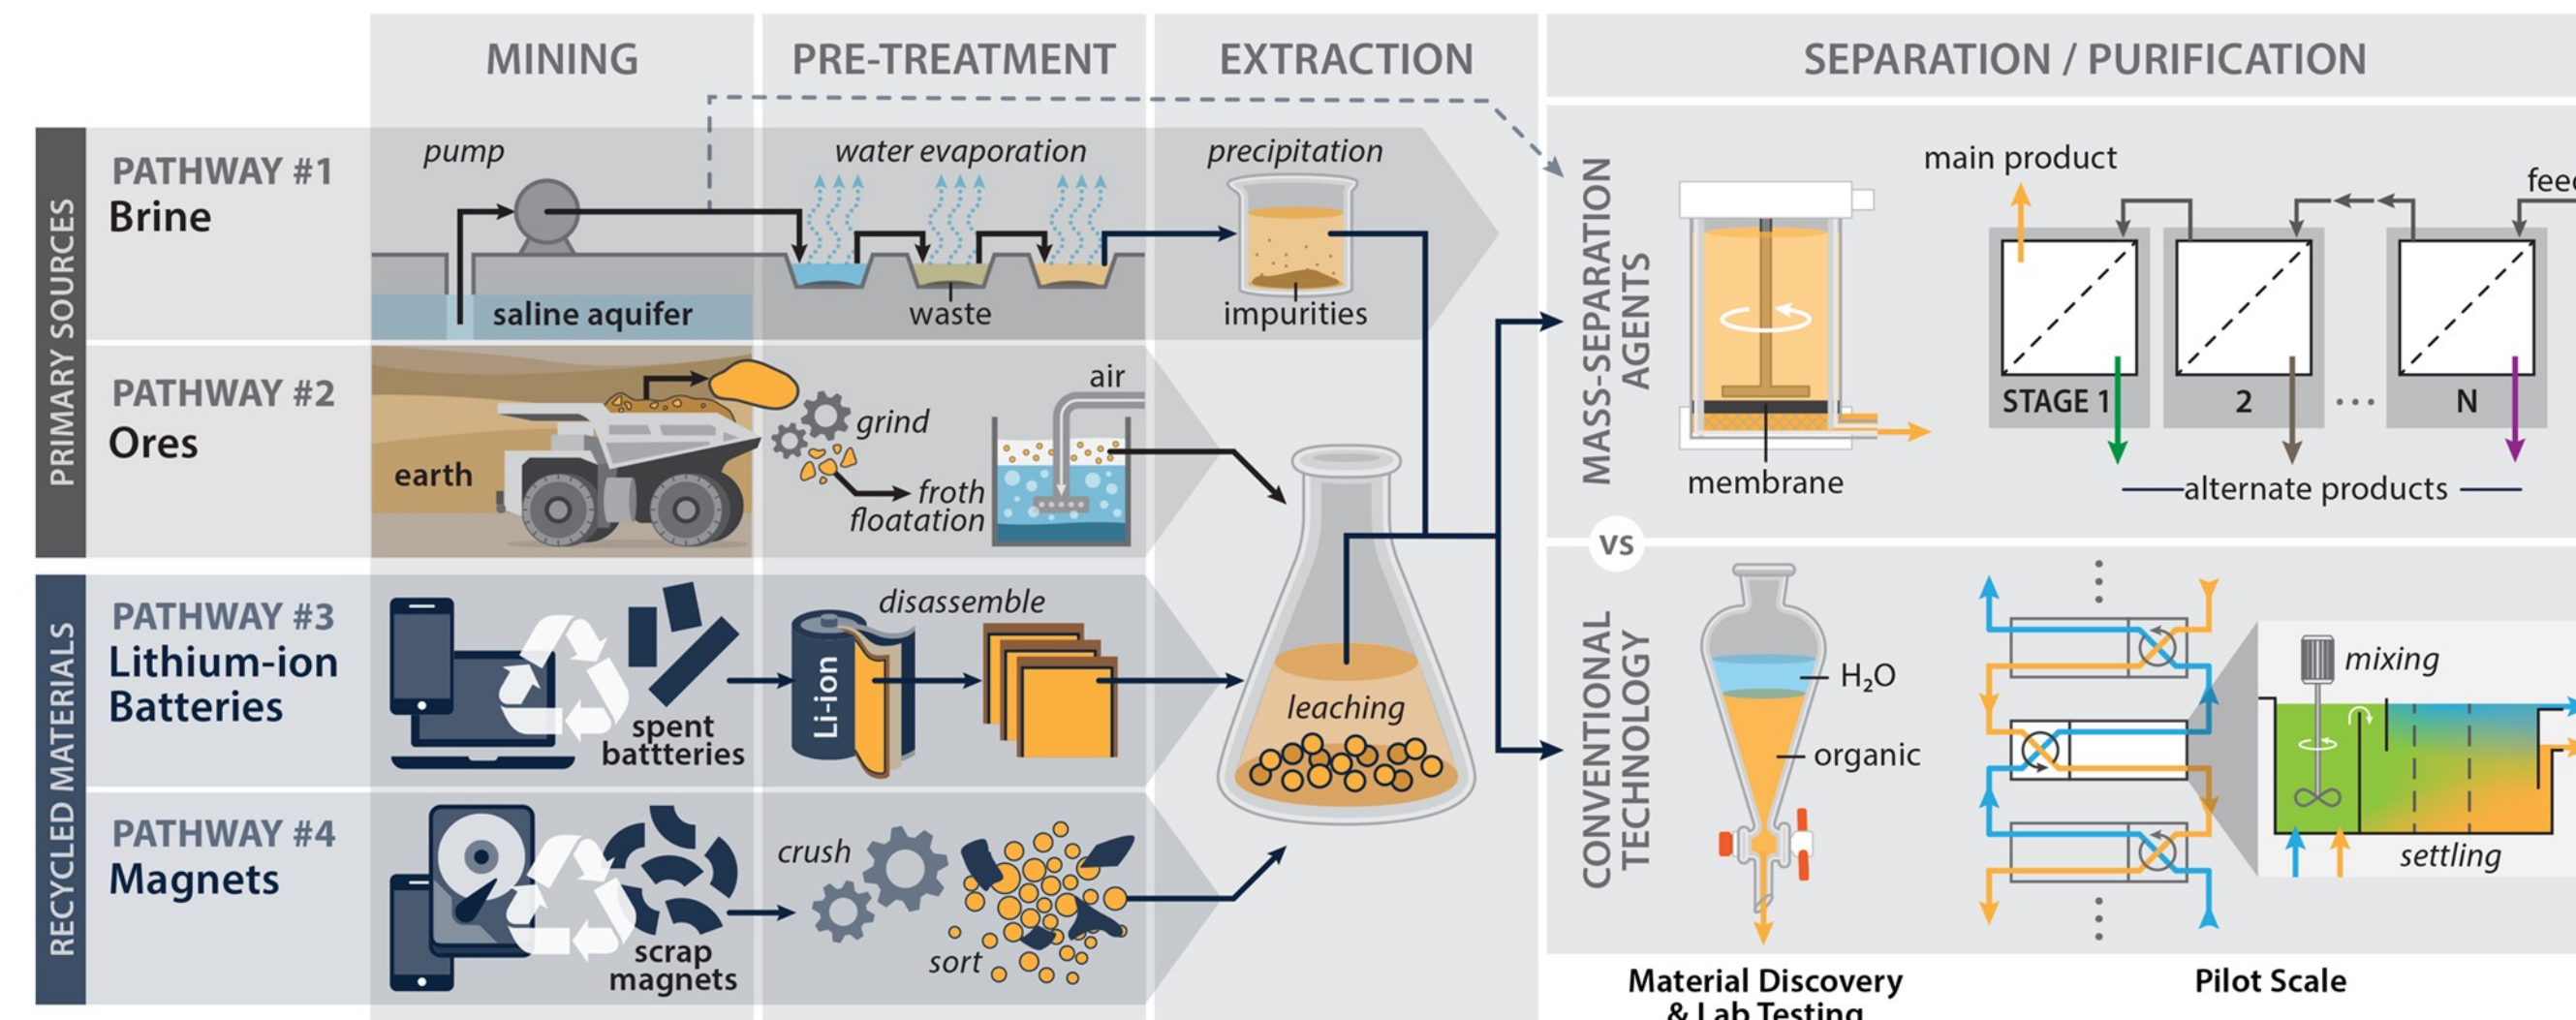 MINING
PRE-TREATMENT
EXTRACTION
SEPARATION / PURIFICATION
PRIMARY SOURCES
PATHWAY #1
Brine
pump
saline aquifer
water evaporation
waste
precipitation
impurities
PATHWAY #2
Ores
earth
grind
froth
floatation
air
RECYCLED MATERIALS
PATHWAY #3
Lithium-ion
Batteries
spent
battteries
Li-ion
disassemble
leaching
PATHWAY #4
Magnets
scrap
magnets
crush
sort
MASS-SEPARATION
AGENTS
membrane
main product
feed
STAGE 1
2
...
N
alternate products
vs
CONVENTIONAL
TECHNOLOGY
H₂O
organic
mixing
settling
Material Discovery
& Lab Testing
Pilot Scale